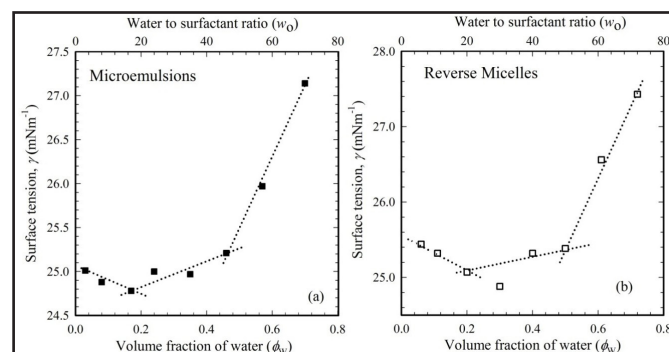 Water to surfactant ratio (wo)
0 20 40 60 80
27.5
27.0
26.5
26.0
25.5
25.0
24.5
Surface tension, γ (mNm-1)
Microemulsions
(a)
0.0 0.2 0.4 0.6 0.8
Volume fraction of water (ϕw)
Water to surfactant ratio (wo)
0 20 40 60 80
28.0
27.0
26.0
25.0
Surface tension, γ (mNm-1)
Reverse Micelles
(b)
0.0 0.2 0.4 0.6 0.8
Volume fraction of water (ϕw)